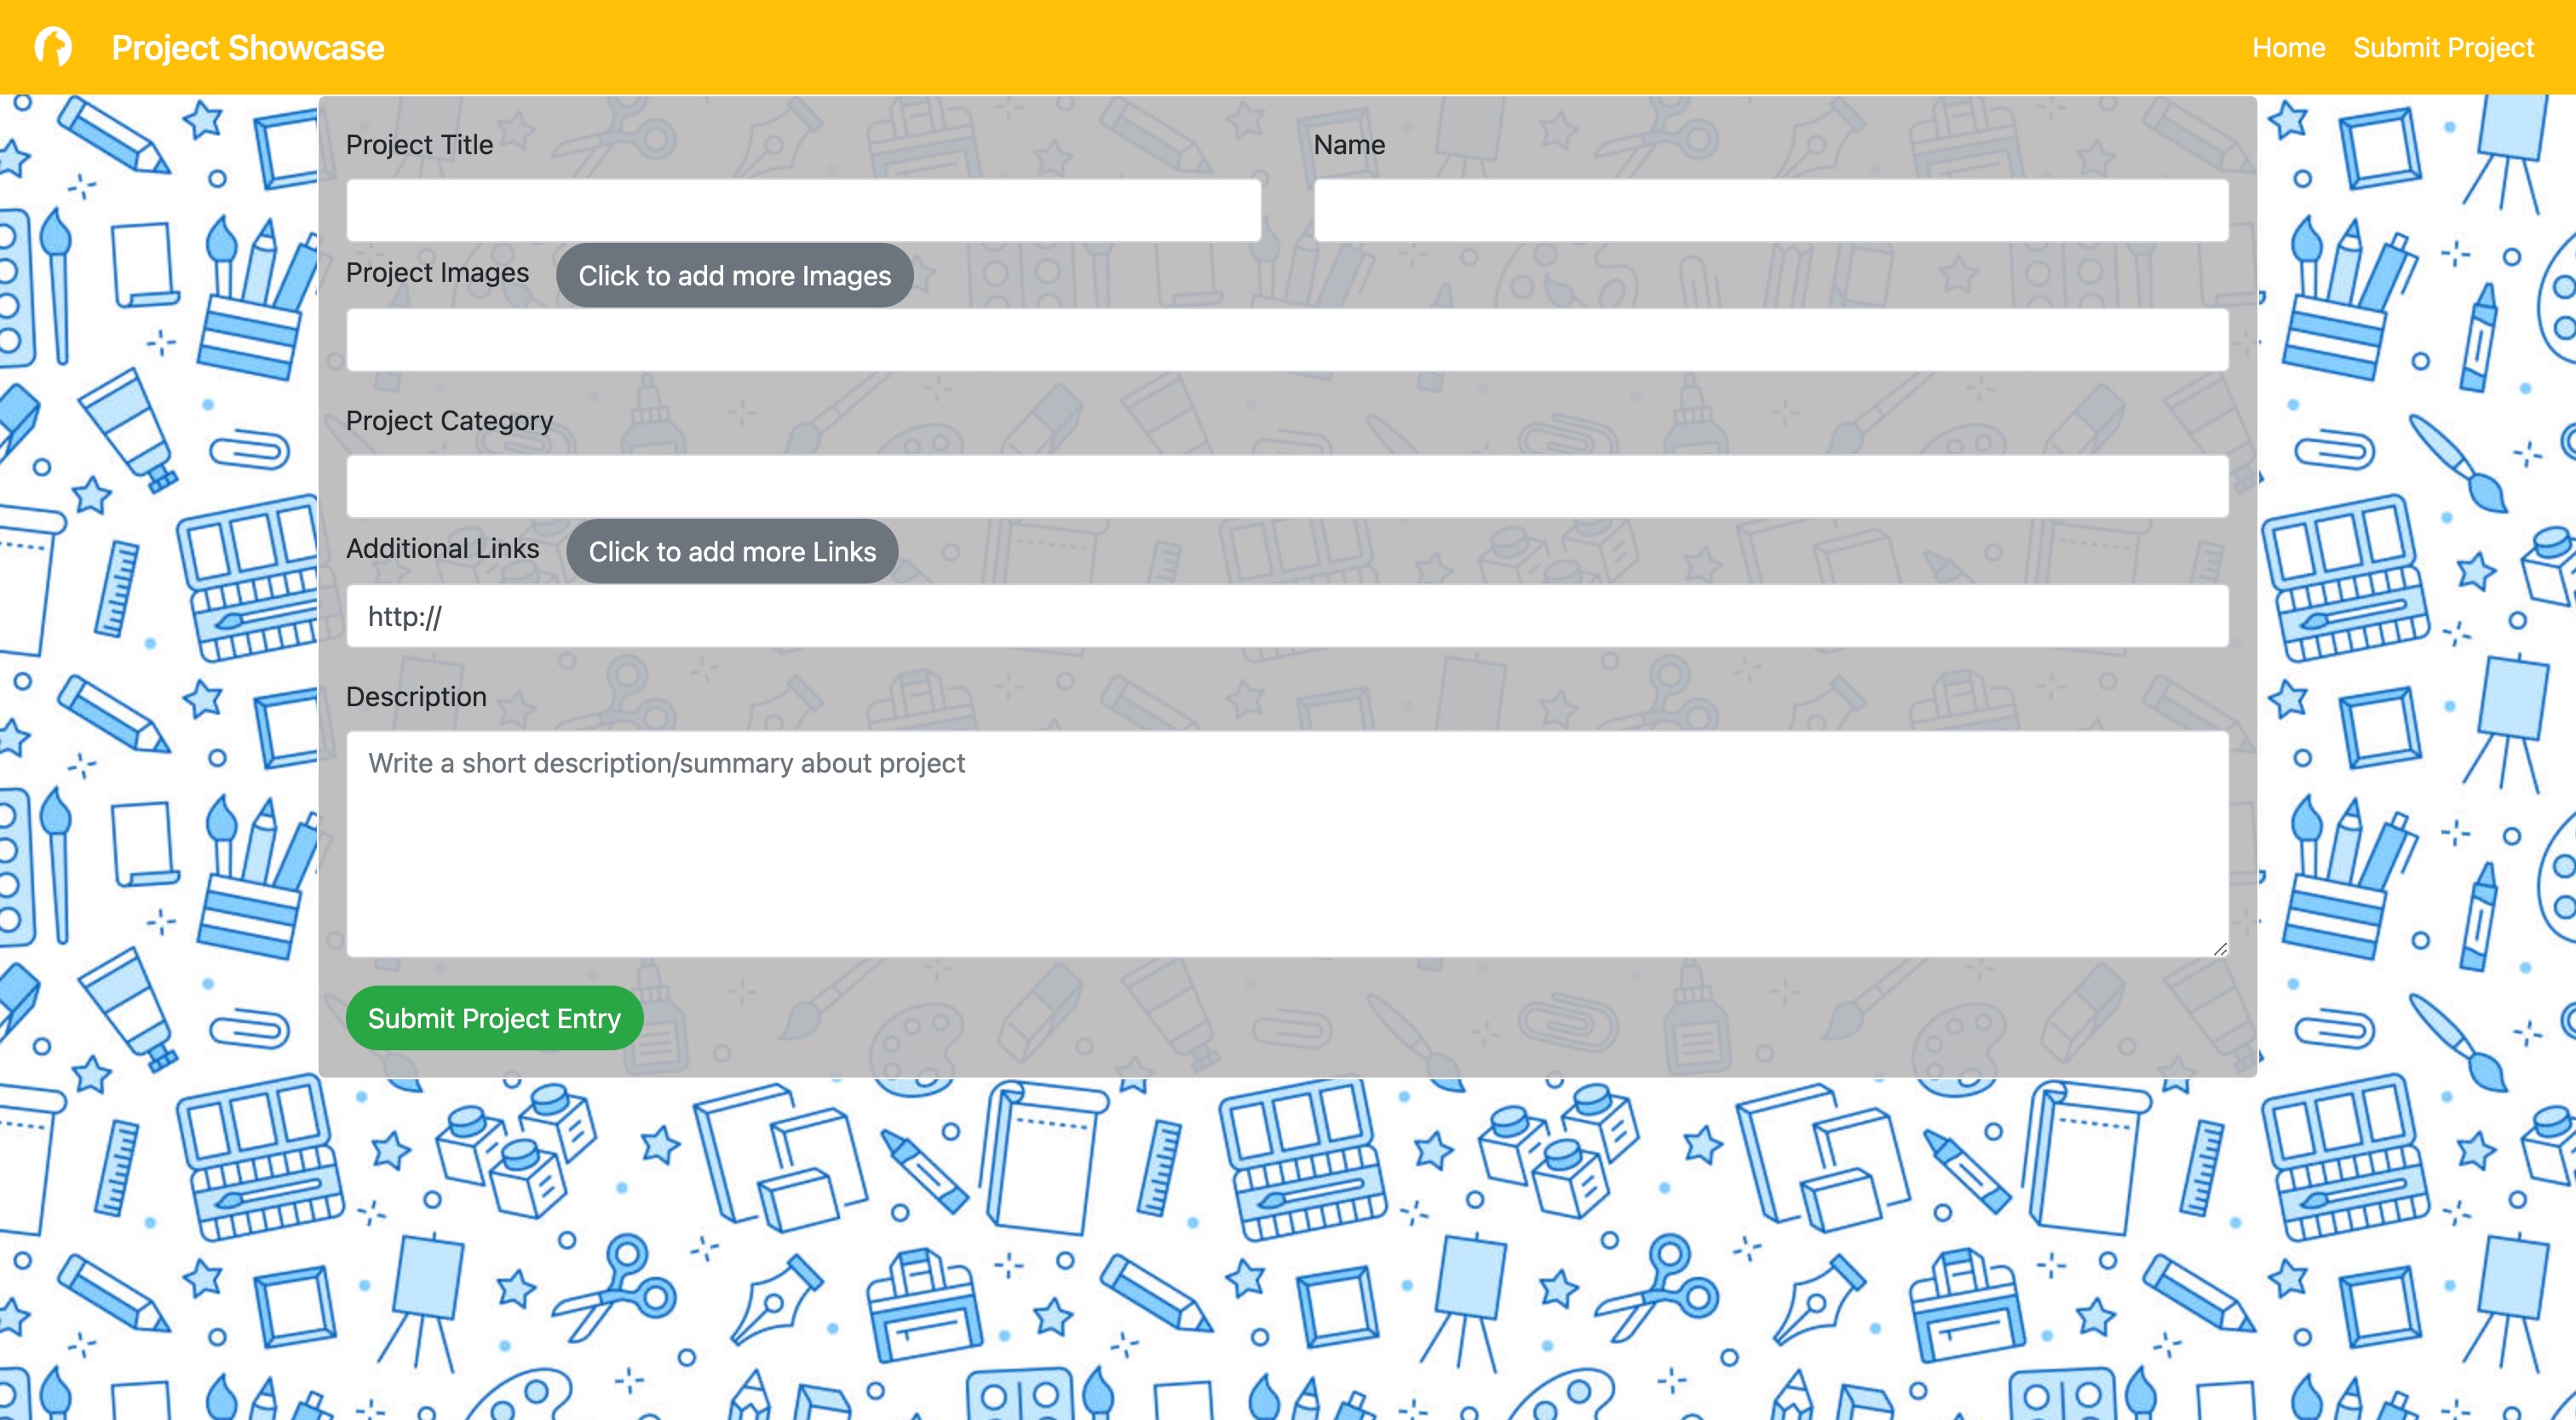 Project Showcase
Home Submit Project
Project Title
Name
Project Images Click to add more Images
Project Category
Additional Links Click to add more Links
http://
Description
Write a short description/summary about project
Submit Project Entry